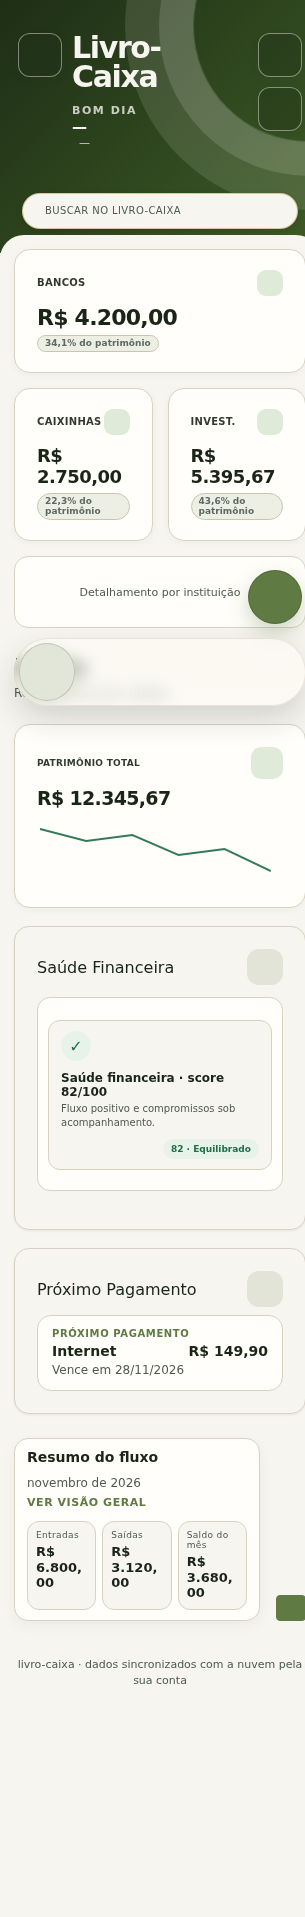 Livro-
Caixa
BOM DIA
—
—
BUSCAR NO LIVRO-CAIXA
BANCOS
R$ 4.200,00
34,1% do patrimônio
CAIXINHAS
R$
2.750,00
22,3% do
patrimônio
INVEST.
R$
5.395,67
43,6% do
patrimônio
Detalhamento por instituição
PATRIMÔNIO TOTAL
R$ 12.345,67
Saúde Financeira
✓
Saúde financeira · score
82/100
Fluxo positivo e compromissos sob
acompanhamento.
82 · Equilibrado
Próximo Pagamento
PRÓXIMO PAGAMENTO
Internet R$ 149,90
Vence em 28/11/2026
Resumo do fluxo
novembro de 2026
VER VISÃO GERAL
Entradas
R$
6.800,
00
Saídas
R$
3.120,
00
Saldo do
mês
R$
3.680,
00
livro-caixa · dados sincronizados com a nuvem pela
sua conta